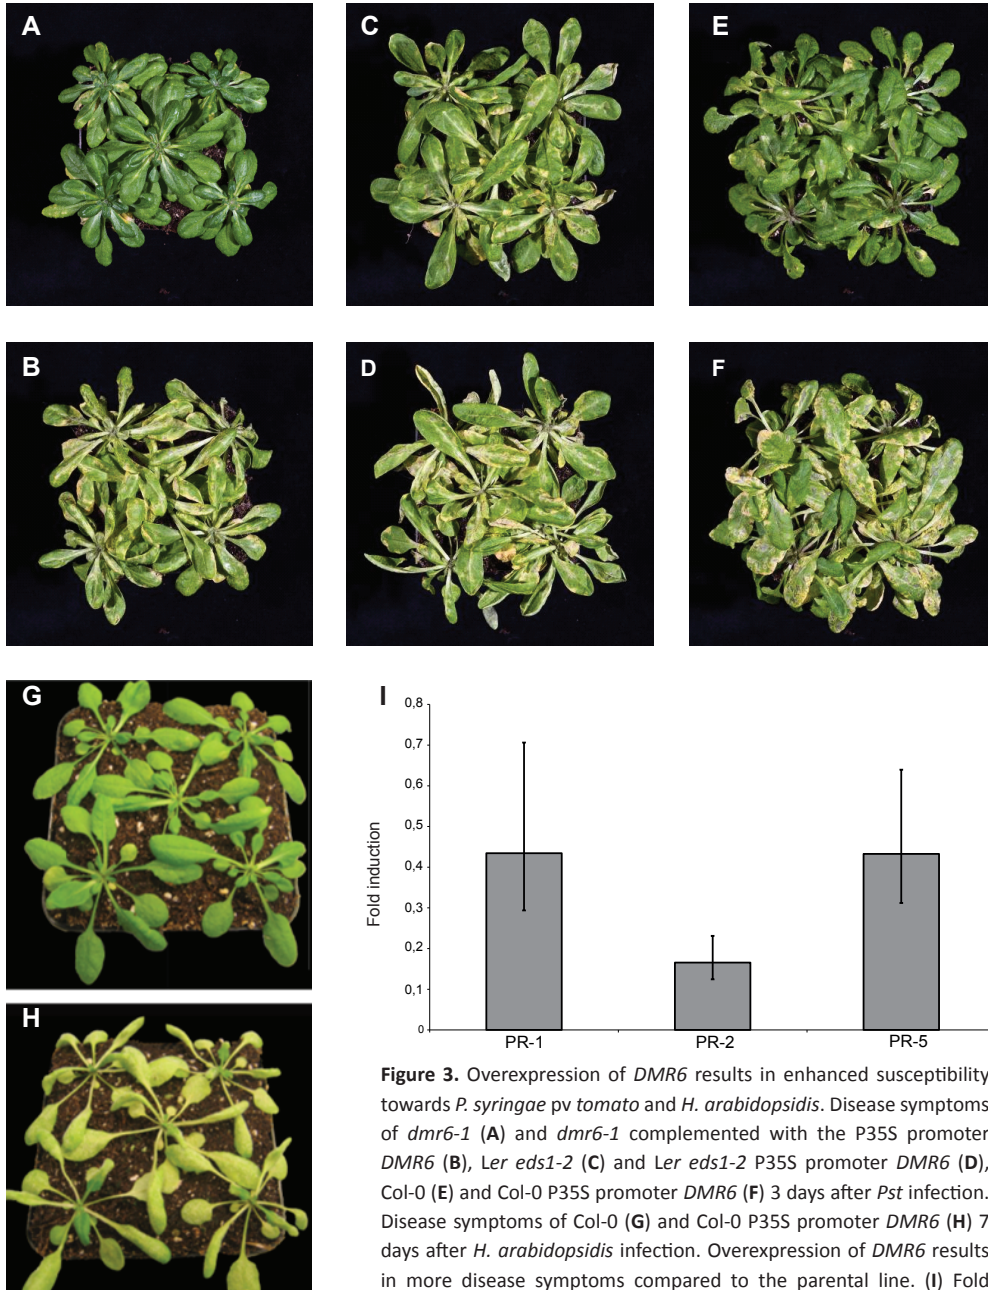 A
C
E
B
D
F
G
I
0,8
0,7
0,6
0,5
0,4
0,3
0,2
0,1
0
Fold induction
PR-1
PR-2
PR-5
H
Figure 3. Overexpression of DMR6 results in enhanced susceptibility
towards P. syringae pv tomato and H. arabidopsidis. Disease symptoms
of dmr6-1 (A) and dmr6-1 complemented with the P35S promoter
DMR6 (B), Ler eds1-2 (C) and Ler eds1-2 P35S promoter DMR6 (D),
Col-0 (E) and Col-0 P35S promoter DMR6 (F) 3 days after Pst infection.
Disease symptoms of Col-0 (G) and Col-0 P35S promoter DMR6 (H) 7
days after H. arabidopsidis infection. Overexpression of DMR6 results
in more disease symptoms compared to the parental line. (I) Fold